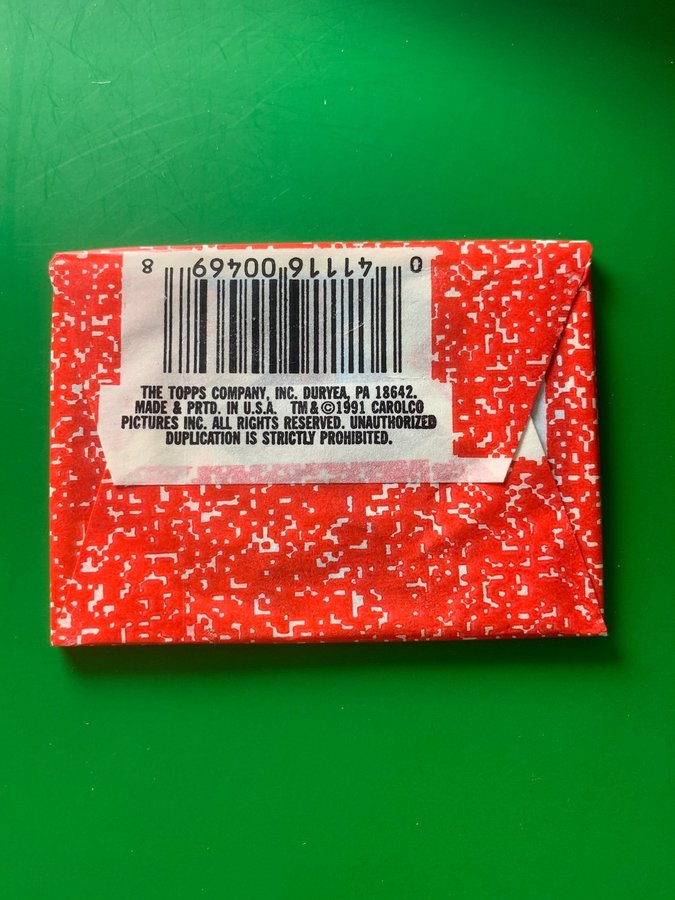 0 41116 00469 8
THE TOPPS COMPANY, INC. DURYEA, PA 18642.
MADE & PRTD. IN U.S.A. TM & ©1991 CAROLCO
PICTURES INC. ALL RIGHTS RESERVED. UNAUTHORIZED
DUPLICATION IS STRICTLY PROHIBITED.